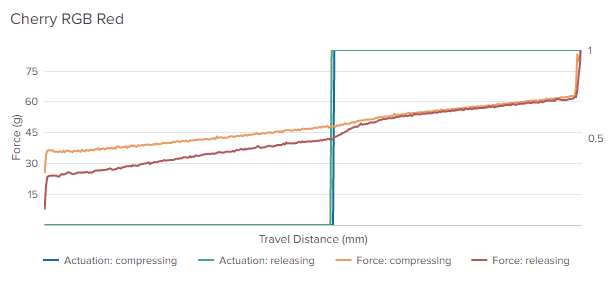 Cherry RGB Red
75
60
45
30
15
Force (g)
1
0.5
Travel Distance (mm)
Actuation: compressing Actuation: releasing Force: compressing Force: releasing